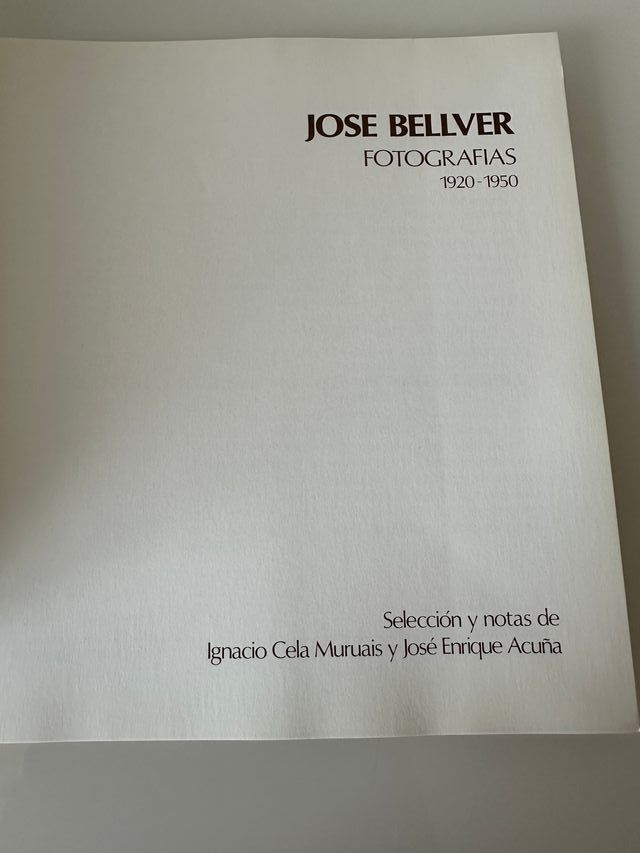 JOSE BELLVER
FOTOGRAFIAS
1920-1950
Selección y notas de
Ignacio Cela Muruais y José Enrique Acuña